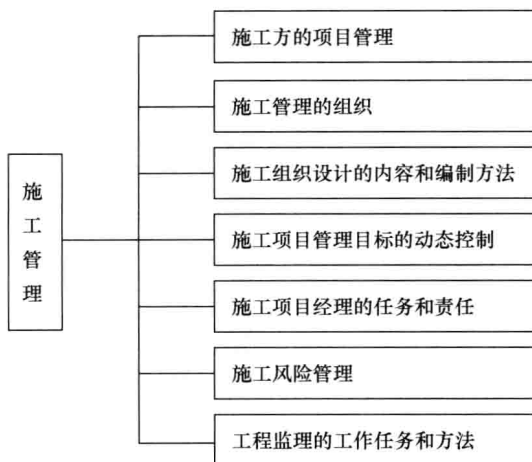 施工管理
施工方的项目管理
施工管理的组织
施工组织设计的内容和编制方法
施工项目管理目标的动态控制
施工项目经理的任务和责任
施工风险管理
工程监理的工作任务和方法